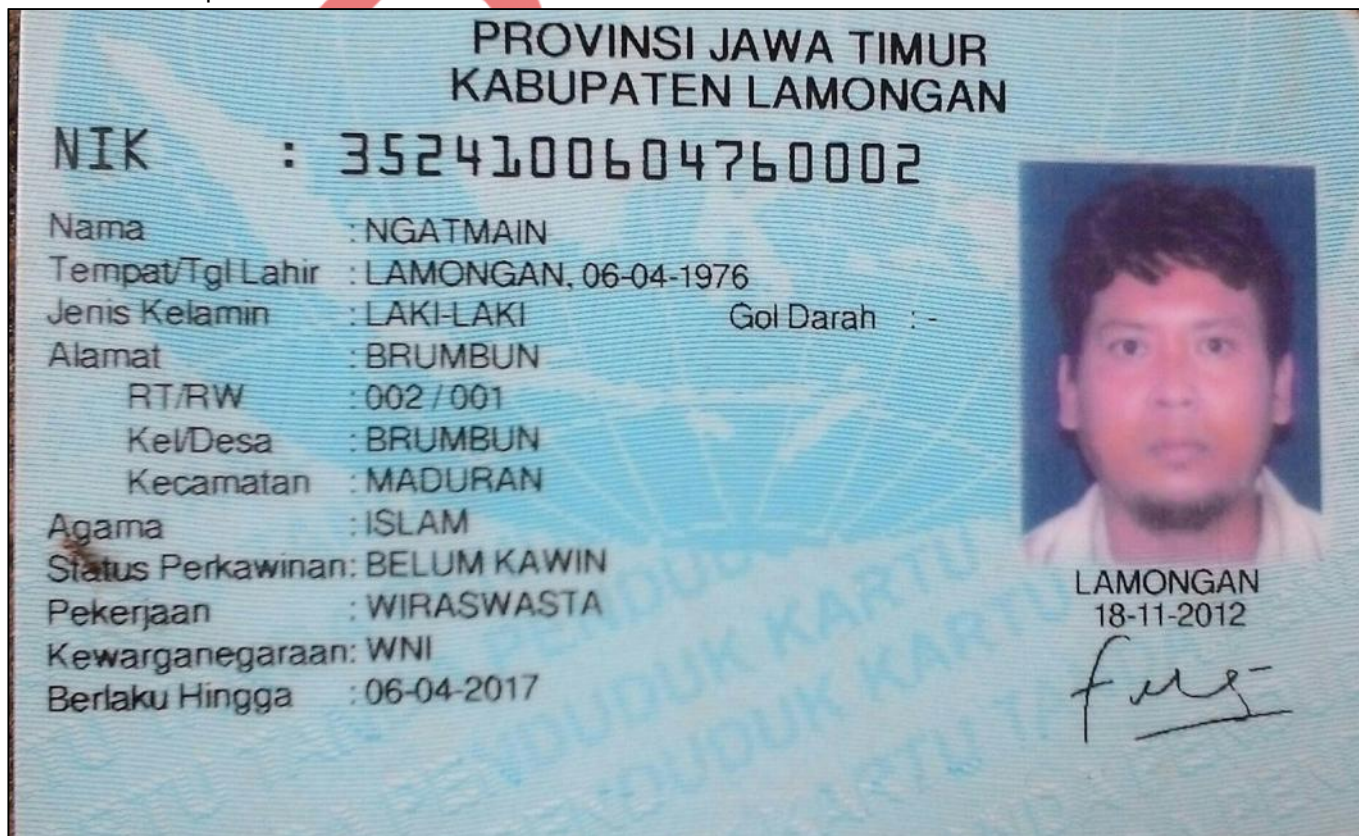 PROVINSI JAWA TIMUR
KABUPATEN LAMONGAN
NIK : 3524100604760002
Nama : NGATMAIN
Tempat/Tgl Lahir : LAMONGAN, 06-04-1976
Jenis Kelamin : LAKI-LAKI Gol Darah : -
Alamat : BRUMBUN
RT/RW : 002 / 001
Kel/Desa : BRUMBUN
Kecamatan : MADURAN
Agama : ISLAM
Status Perkawinan: BELUM KAWIN
Pekerjaan : WIRASWASTA
Kewarganegaraan: WNI
Berlaku Hingga : 06-04-2017
LAMONGAN
18-11-2012